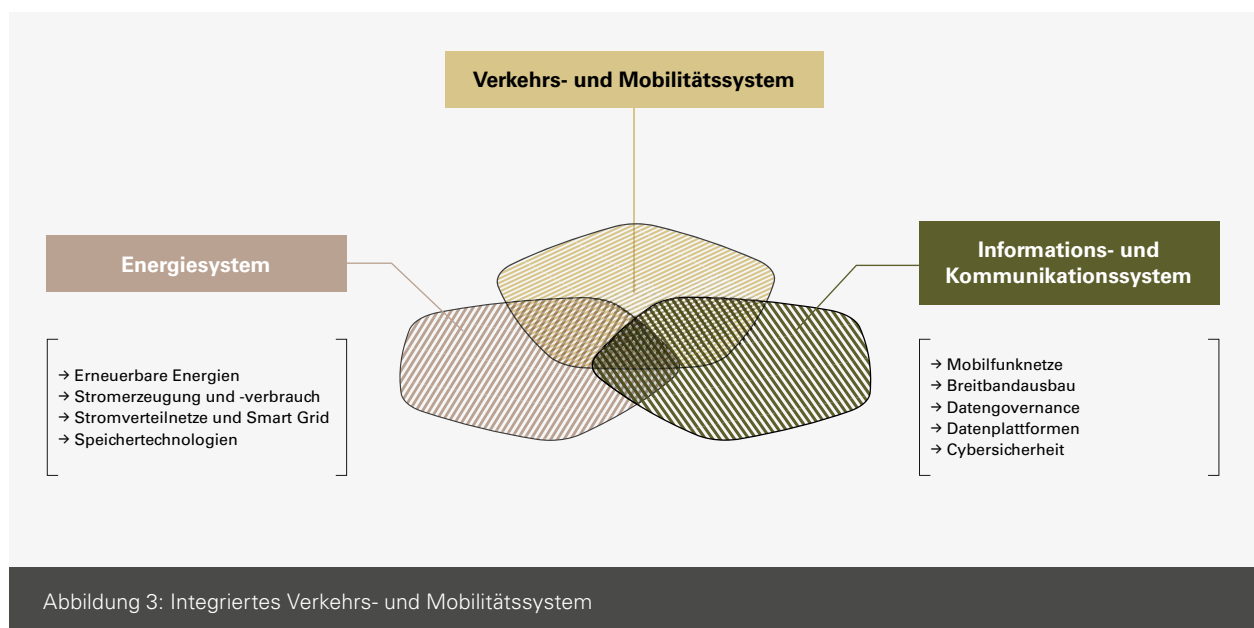 Verkehrs- und Mobilitätssystem
Energiesystem
→ Erneuerbare Energien
→ Stromerzeugung und -verbrauch
→ Stromverteilnetze und Smart Grid
→ Speichertechnologien
Informations- und
Kommunikationssystem
→ Mobilfunknetze
→ Breitbandausbau
→ Datengovernance
→ Datenplattformen
→ Cybersicherheit
Abbildung 3: Integriertes Verkehrs- und Mobilitätssystem